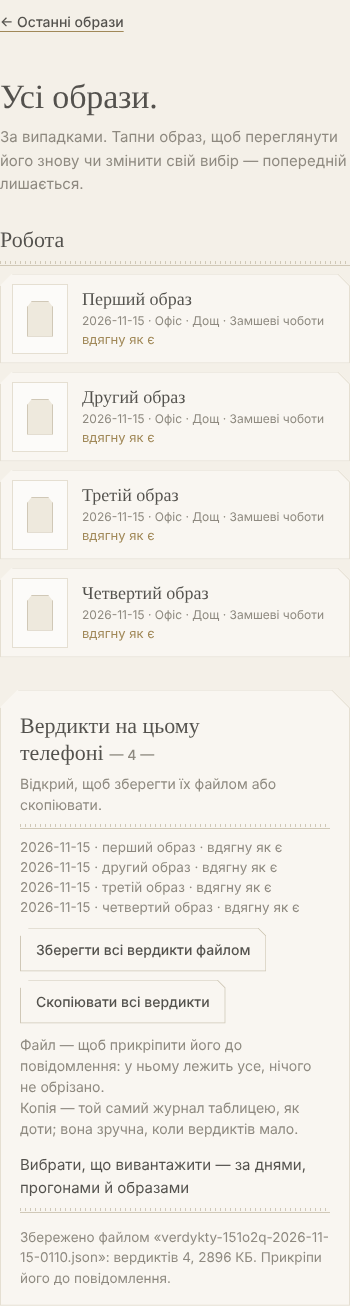 ← Останні образи
Усі образи.
За випадками. Тапни образ, щоб переглянути
його знову чи змінити свій вибір — попередній
лишається.
Робота
Перший образ
2026-11-15 · Офіс · Дощ · Замшеві чоботи
вдягну як є
Другий образ
2026-11-15 · Офіс · Дощ · Замшеві чоботи
вдягну як є
Третій образ
2026-11-15 · Офіс · Дощ · Замшеві чоботи
вдягну як є
Четвертий образ
2026-11-15 · Офіс · Дощ · Замшеві чоботи
вдягну як є
Вердикти на цьому
телефоні — 4 —
Відкрий, щоб зберегти їх файлом або
скопіювати.
2026-11-15 · перший образ · вдягну як є
2026-11-15 · другий образ · вдягну як є
2026-11-15 · третій образ · вдягну як є
2026-11-15 · четвертий образ · вдягну як є
Зберегти всі вердикти файлом
Скопіювати всі вердикти
Файл — щоб прикріпити його до
повідомлення: у ньому лежить усе, нічого
не обрізано.
Копія — той самий журнал таблицею, як
доти; вона зручна, коли вердиктів мало.
Вибрати, що вивантажити — за днями,
прогонами й образами
Збережено файлом «verdykty-151o2q-2026-11-
15-0110.json»: вердиктів 4, 2896 КБ. Прикріпи
його до повідомлення.